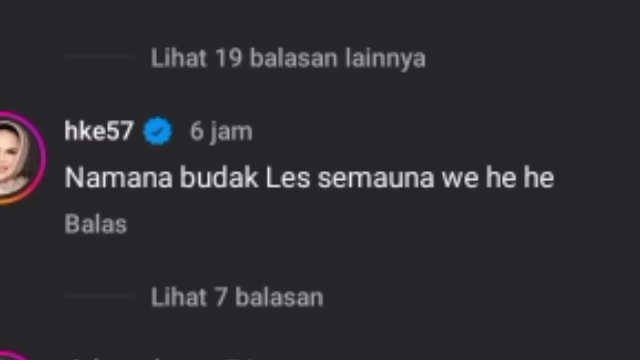 Lihat 19 balasan lainnya
hke57 6 jam
Namana budak Les semauna we he he
Balas
Lihat 7 balasan